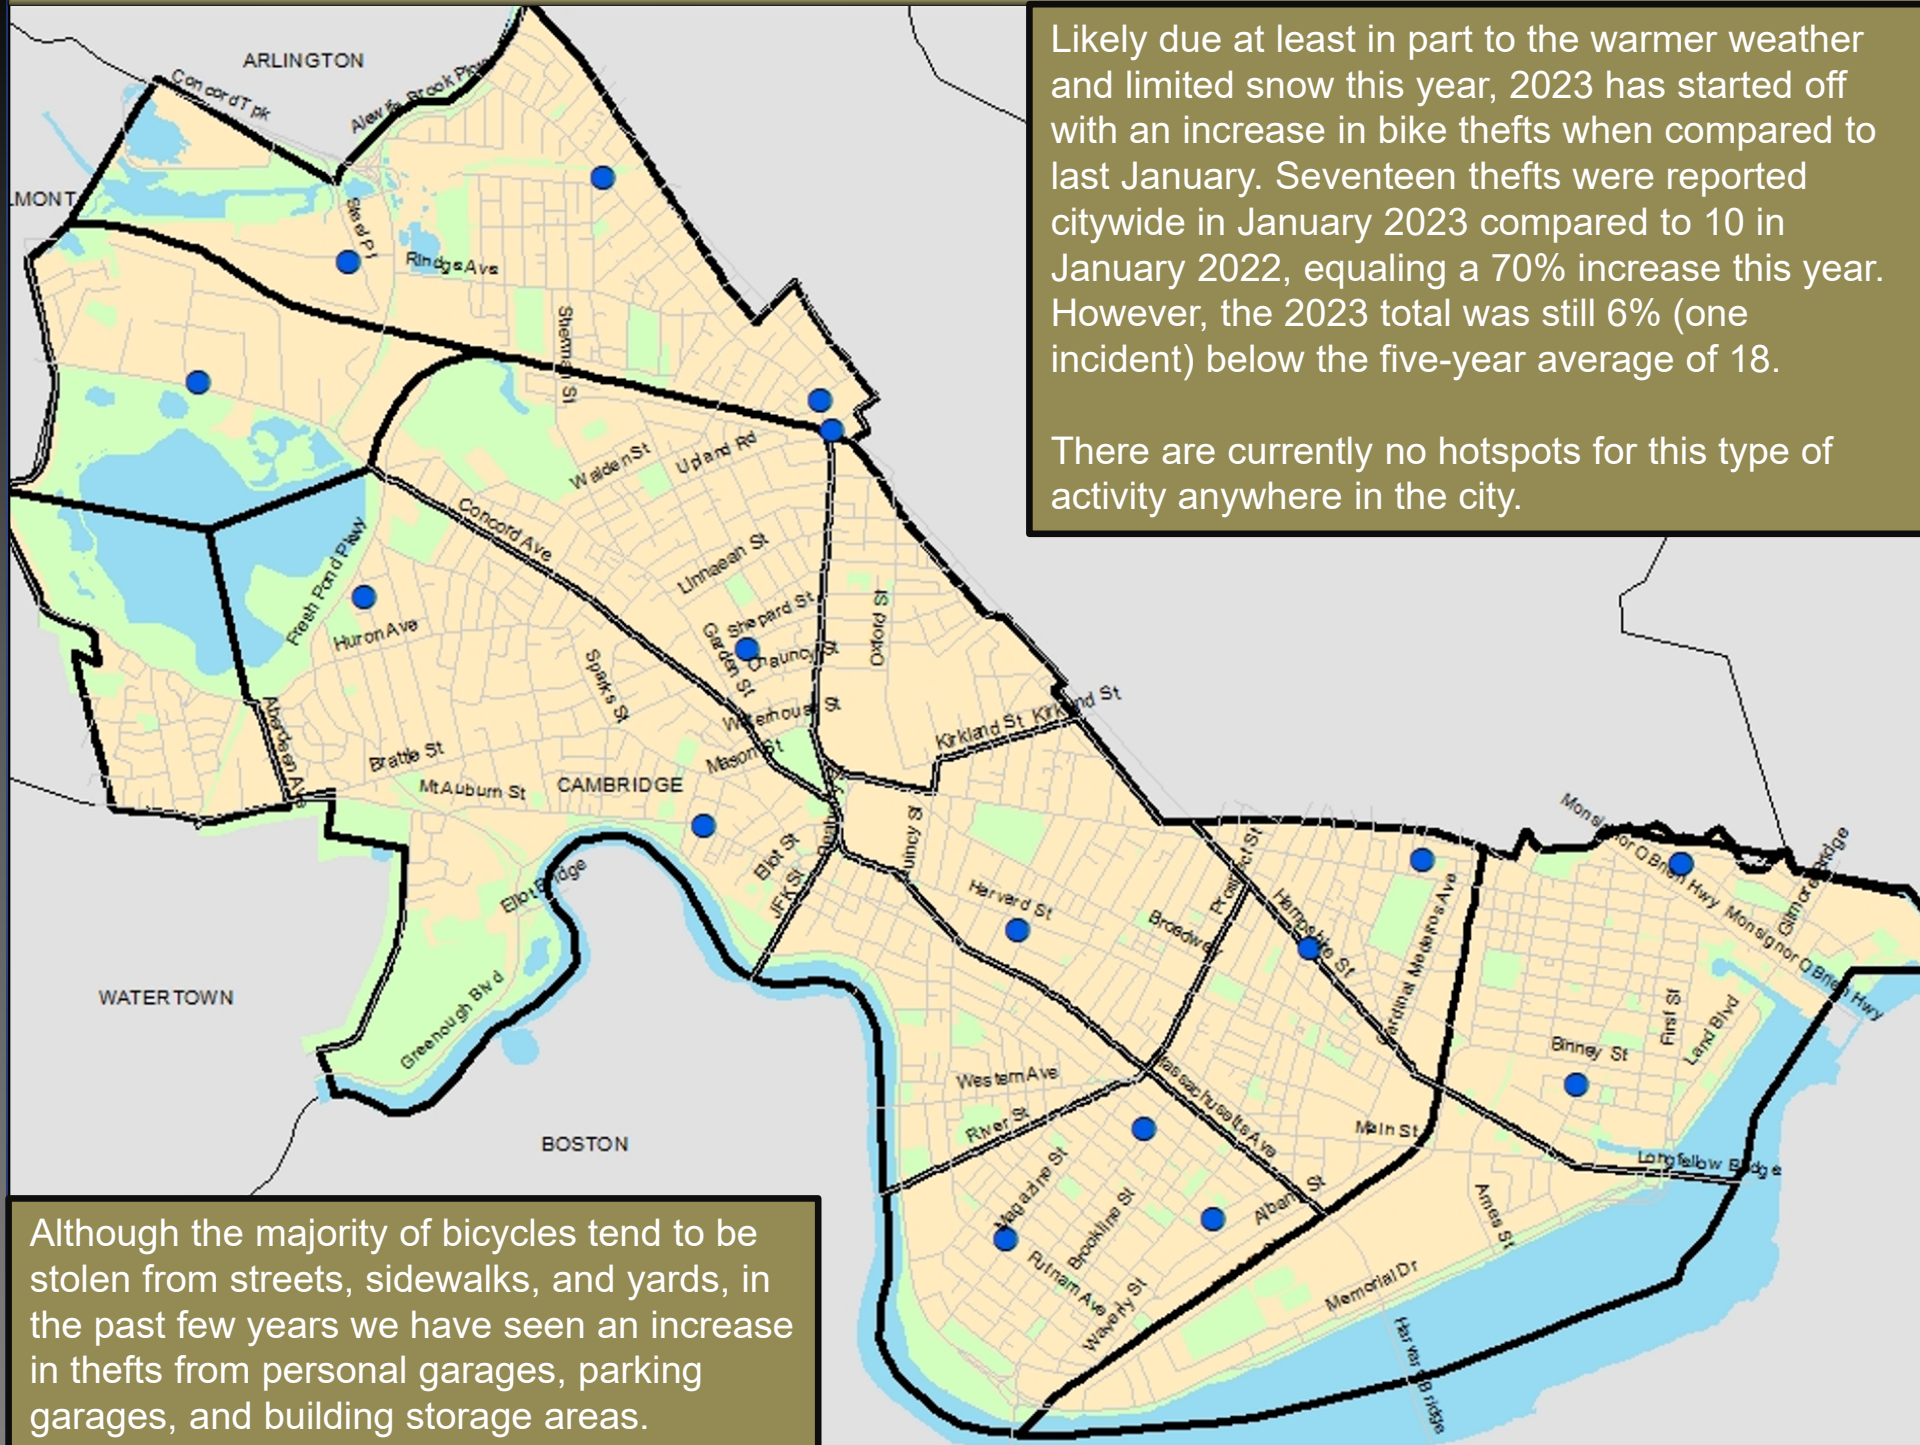 Likely due at least in part to the warmer weather
and limited snow this year, 2023 has started off
with an increase in bike thefts when compared to
last January. Seventeen thefts were reported
citywide in January 2023 compared to 10 in
January 2022, equaling a 70% increase this year.
However, the 2023 total was still 6% (one
incident) below the five-year average of 18.
There are currently no hotspots for this type of
activity anywhere in the city.
ARLINGTON
Concord Tpk
Alewife Brook Pkwy
LMONT
Steel Pl
Rindge Ave
Sherman St
Walden St
Upland Rd
Concord Ave
Linnaean St
Fresh Pond Pkwy
Shepard St
Oxford St
Huron Ave
Garden St
Chauncy St
Sparks St
Waterhouse St
Kirkland St
Kirkland St
Aberdeen Ave
Brattle St
Mason St
Mt Auburn St
CAMBRIDGE
Quincy St
Eliot St
JFK St
Eliot Bridge
Harvard St
Broadway
Prospect St
Hampshire St
Cardinal Medeiros Ave
Monsignor O Brien Hwy
Monsignor O Brien Hwy
Gilmore Bridge
WATERTOWN
Greenough Blvd
First St
Land Blvd
Binney St
Western Ave
Massachusetts Ave
River St
Main St
BOSTON
Longfellow Bridge
Magazine St
Brookline St
Albany St
Ames St
Putnam Ave
Waverly St
Memorial Dr
Harvard Bridge
Although the majority of bicycles tend to be
stolen from streets, sidewalks, and yards, in
the past few years we have seen an increase
in thefts from personal garages, parking
garages, and building storage areas.